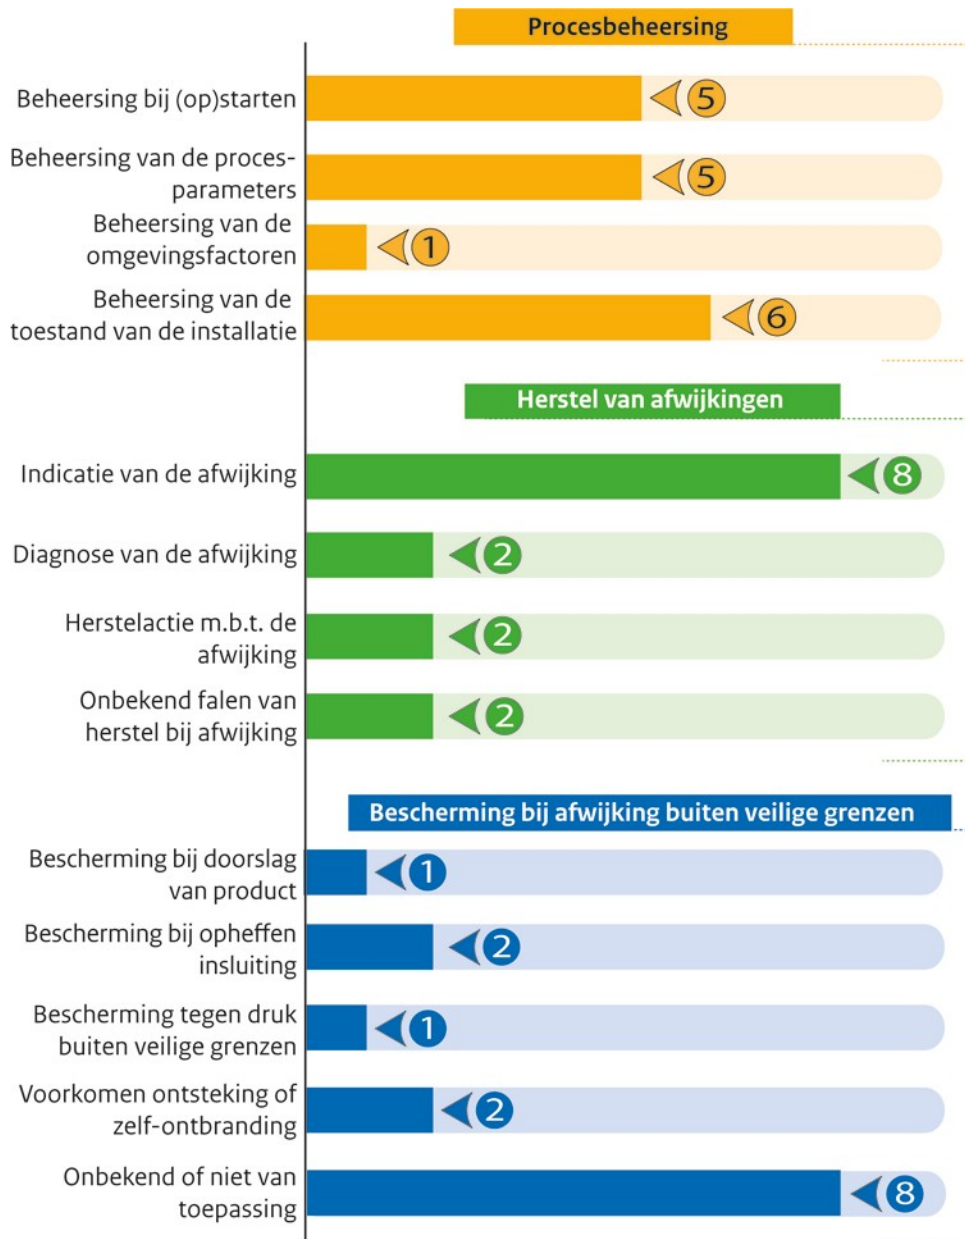 Procesbeheersing
Beheersing bij (op)starten
5
Beheersing van de proces-
parameters
5
Beheersing van de
omgevingsfactoren
1
Beheersing van de
toestand van de installatie
6
Herstel van afwijkingen
Indicatie van de afwijking
8
Diagnose van de afwijking
2
Herstelactie m.b.t. de
afwijking
2
Onbekend falen van
herstel bij afwijking
2
Bescherming bij afwijking buiten veilige grenzen
Bescherming bij doorslag
van product
1
Bescherming bij opheffen
insluiting
2
Bescherming tegen druk
buiten veilige grenzen
1
Voorkomen ontsteking of
zelf-ontbranding
2
Onbekend of niet van
toepassing
8